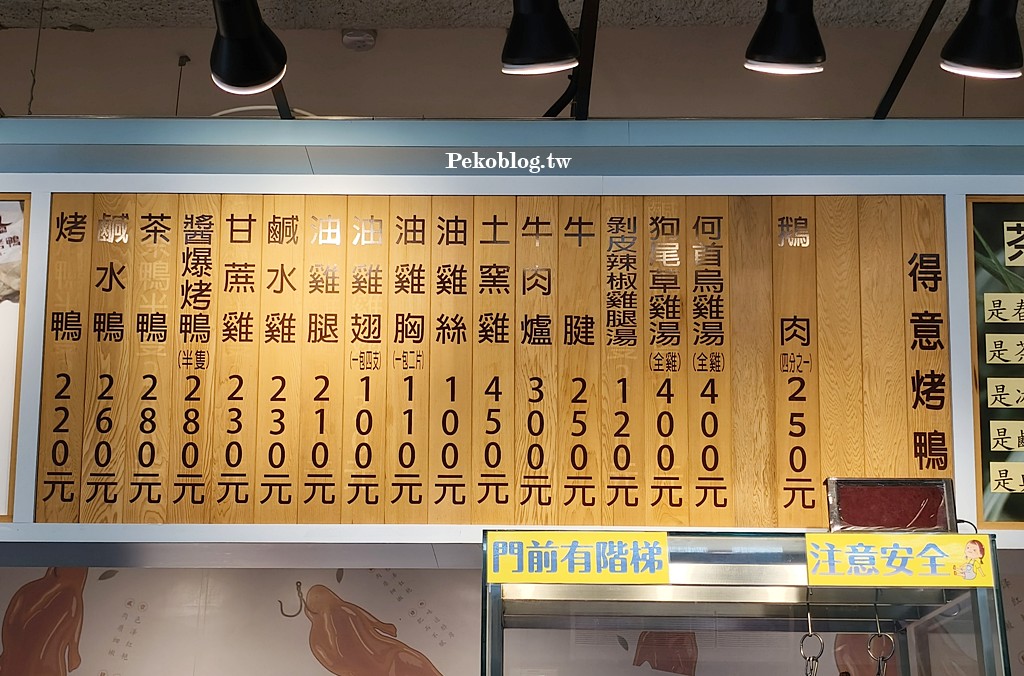 Pekoblog.tw
得意烤鴨
鵝肉(四分之一)250元
何首烏雞湯(全雞)400元
狗尾草雞湯(全雞)400元
剝皮辣椒雞腿湯120元
牛腱250元
牛肉爐300元
土窯雞450元
油雞絲100元
油雞胸(一包二片)110元
油雞翅(一包四支)100元
油雞腿210元
鹹水雞230元
甘蔗雞230元
醬爆烤鴨(半隻)280元
茶鴨280元
鹹水鴨260元
烤鴨220元
門前有階梯
注意安全